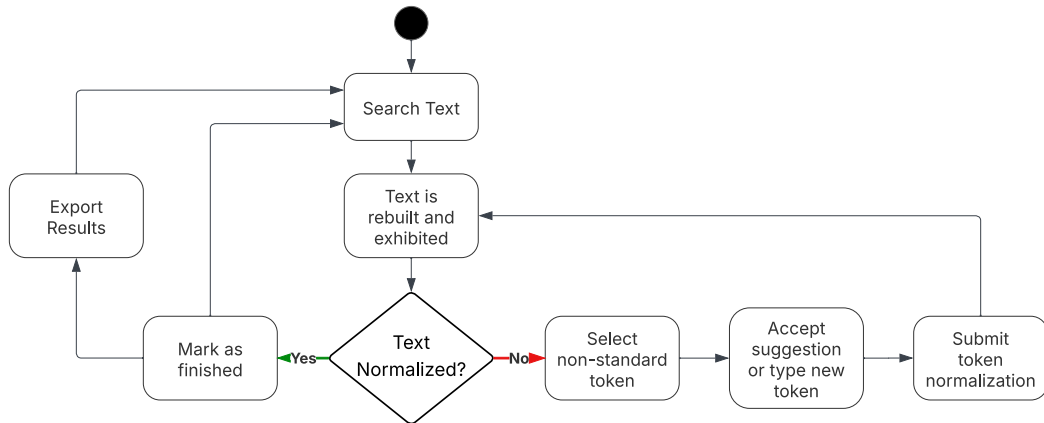 Search Text
Text is
rebuilt and
exhibited
Export
Results
Text
Normalized?
Yes
No
Mark as
finished
Select
non-standard
token
Accept
suggestion
or type new
token
Submit
token
normalization